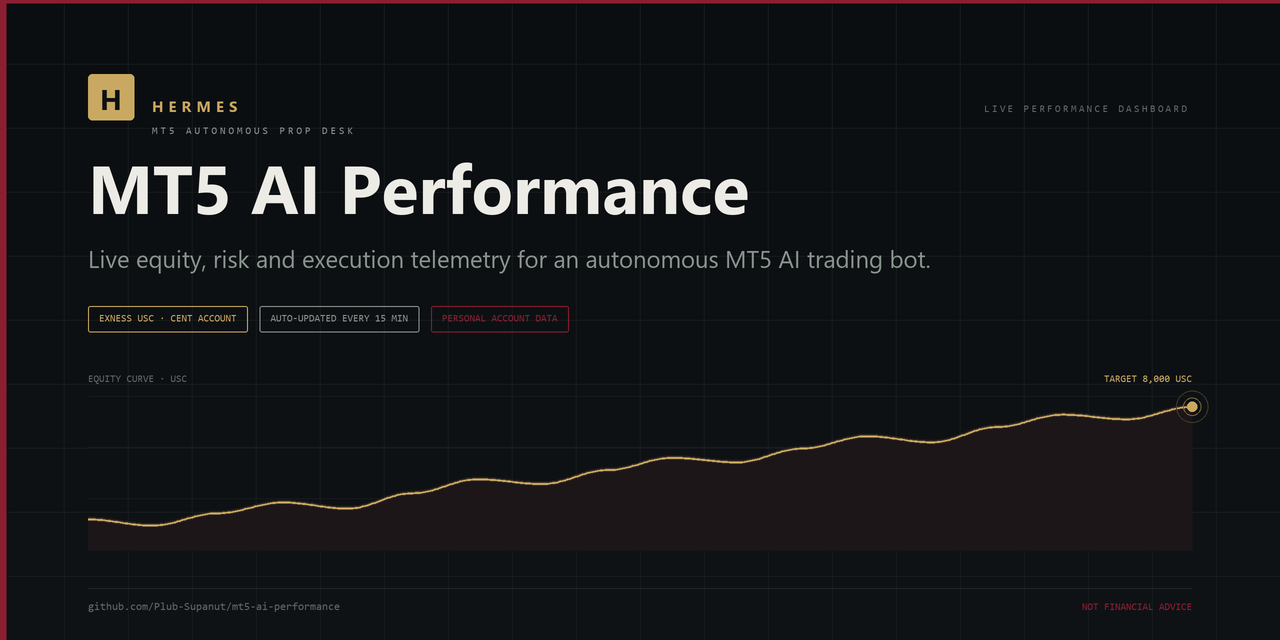 H
HERMES
MT5 AUTONOMOUS PROP DESK
LIVE PERFORMANCE DASHBOARD
MT5 AI Performance
Live equity, risk and execution telemetry for an autonomous MT5 AI trading bot.
EXNESS USC · CENT ACCOUNT
AUTO-UPDATED EVERY 15 MIN
PERSONAL ACCOUNT DATA
EQUITY CURVE · USC
TARGET 8,000 USC
github.com/Plub-Supanut/mt5-ai-performance
NOT FINANCIAL ADVICE